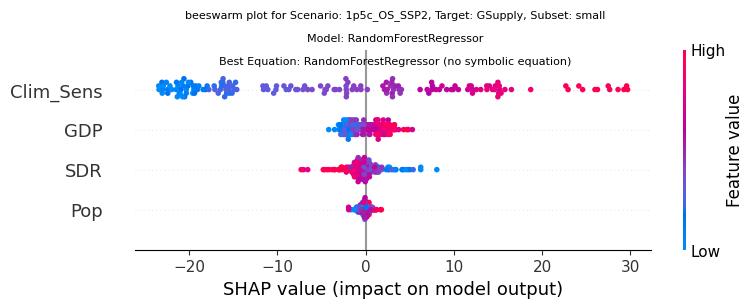 beeswarm plot for Scenario: 1p5c_OS_SSP2, Target: GSupply, Subset: small
Model: RandomForestRegressor
Best Equation: RandomForestRegressor (no symbolic equation)
High
Clim_Sens
GDP
SDR
Pop
Feature value
Low
−20 −10 0 10 20 30
SHAP value (impact on model output)